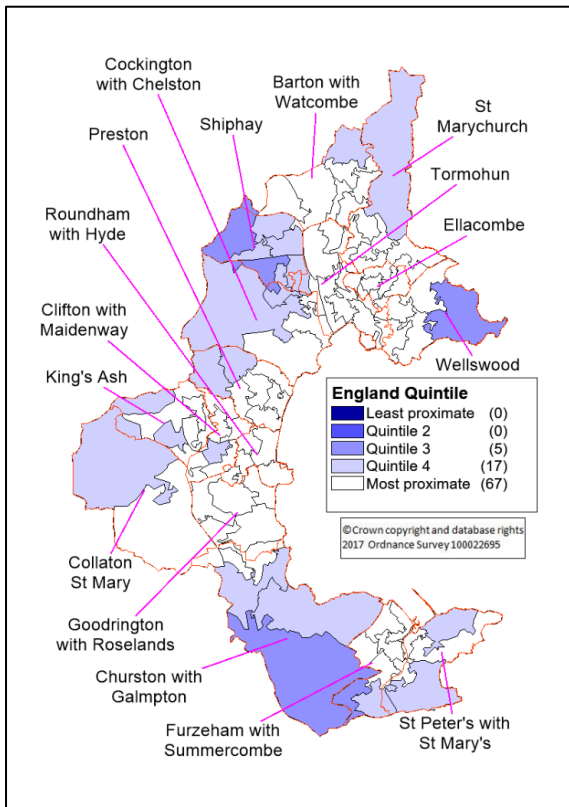 Cockington
with Chelston
Barton with
Watcombe
St
Marychurch
Preston
Shiphay
Tormohun
Roundham
with Hyde
Ellacombe
Clifton with
Maidenway
King's Ash
Wellswood
England Quintile
Least proximate (0)
Quintile 2 (0)
Quintile 3 (5)
Quintile 4 (17)
Most proximate (67)
©Crown copyright and database rights
2017 Ordnance Survey 100022695
Collaton
St Mary
Goodrington
with Roselands
Churston with
Galmpton
Furzeham with
Summercombe
St Peter's with
St Mary's